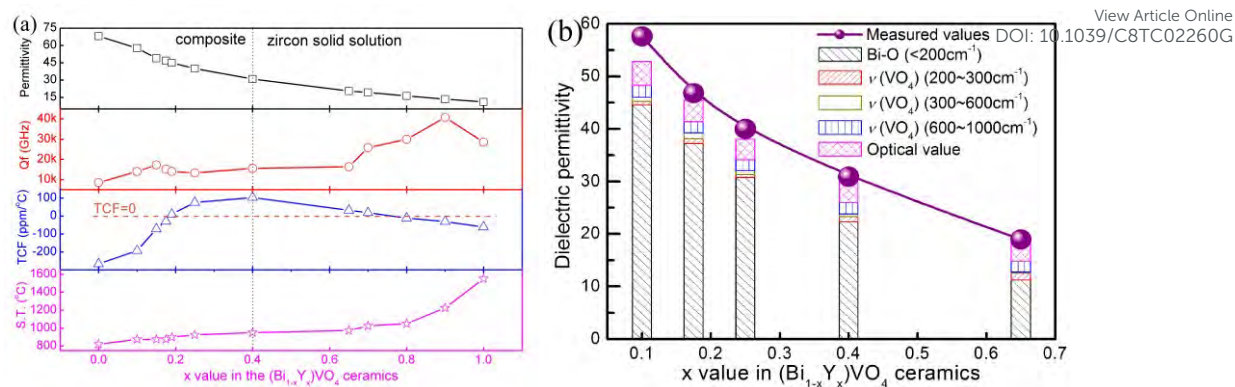 View Article Online
DOI: 10.1039/C8TC02260G
(a)
composite
zircon solid solution
Permittivity
75
60
45
30
15
Qf (GHz)
40k
30k
20k
10k
TCF (ppm/°C)
100
0
-100
-200
TCF=0
S.T. (°C)
1600
1400
1200
1000
800
0.0 0.2 0.4 0.6 0.8 1.0
x value in the (Bi1-xYx)VO4 ceramics
(b)
Dielectric permittivity
60
50
40
30
20
10
0
Measured values
Bi-O (<200cm-1)
ν (VO4) (200~300cm-1)
ν (VO4) (300~600cm-1)
ν (VO4) (600~1000cm-1)
Optical value
0.1 0.2 0.3 0.4 0.5 0.6 0.7
x value in (Bi1-xYx)VO4 ceramics